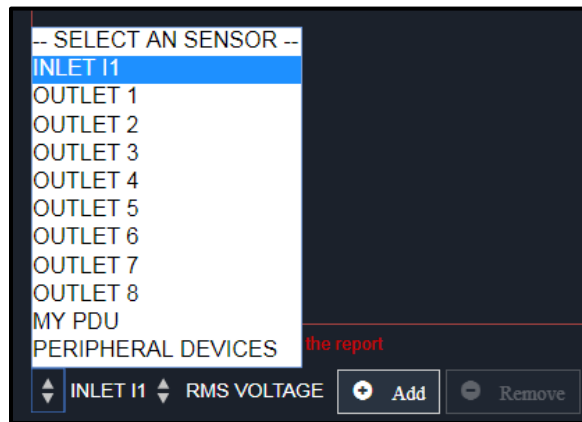 -- SELECT AN SENSOR --
INLET I1
OUTLET 1
OUTLET 2
OUTLET 3
OUTLET 4
OUTLET 5
OUTLET 6
OUTLET 7
OUTLET 8
MY PDU
PERIPHERAL DEVICES
the report
INLET I1 RMS VOLTAGE Add Remove